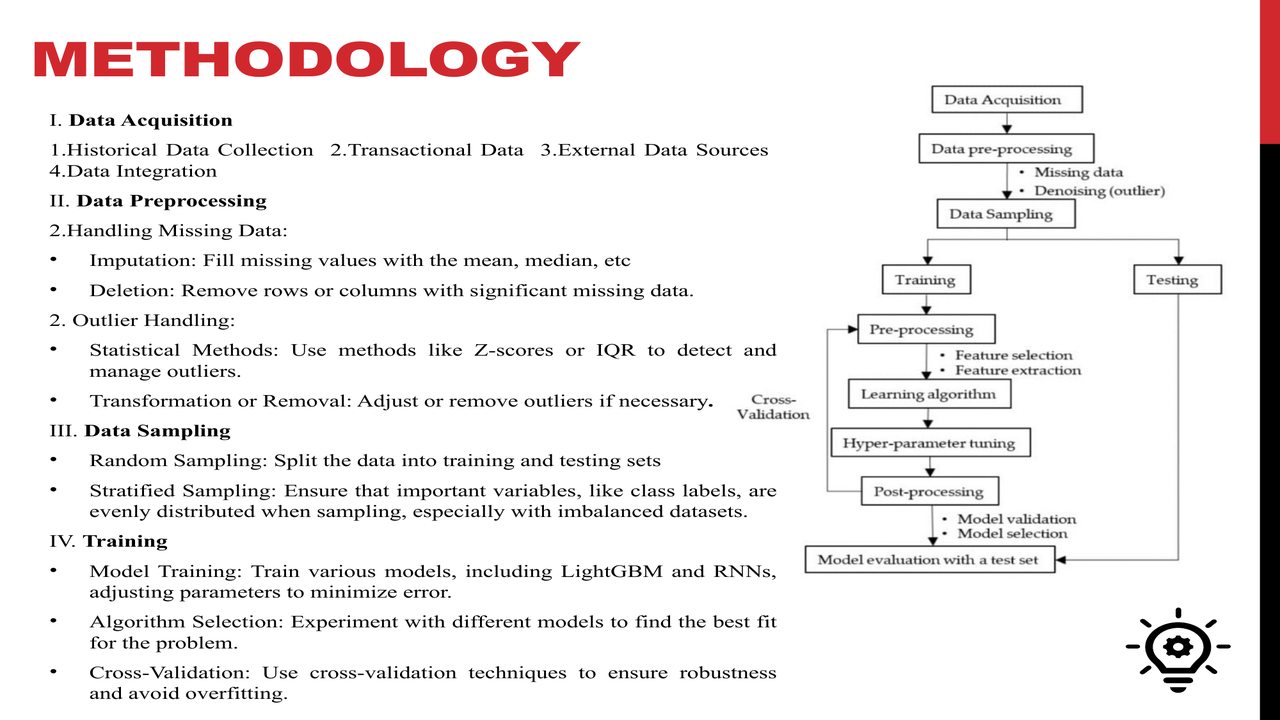 METHODOLOGY
I. Data Acquisition
1.Historical Data Collection 2.Transactional Data 3.External Data Sources
4.Data Integration
II. Data Preprocessing
2.Handling Missing Data:
• Imputation: Fill missing values with the mean, median, etc
• Deletion: Remove rows or columns with significant missing data.
2. Outlier Handling:
• Statistical Methods: Use methods like Z-scores or IQR to detect and
manage outliers.
• Transformation or Removal: Adjust or remove outliers if necessary.
III. Data Sampling
• Random Sampling: Split the data into training and testing sets
• Stratified Sampling: Ensure that important variables, like class labels, are
evenly distributed when sampling, especially with imbalanced datasets.
IV. Training
• Model Training: Train various models, including LightGBM and RNNs,
adjusting parameters to minimize error.
• Algorithm Selection: Experiment with different models to find the best fit
for the problem.
• Cross-Validation: Use cross-validation techniques to ensure robustness
and avoid overfitting.
Data Acquisition
Data pre-processing
• Missing data
• Denoising (outlier)
Data Sampling
Training
Testing
Pre-processing
• Feature selection
• Feature extraction
Learning algorithm
Cross-
Validation
Hyper-parameter tuning
Post-processing
• Model validation
• Model selection
Model evaluation with a test set